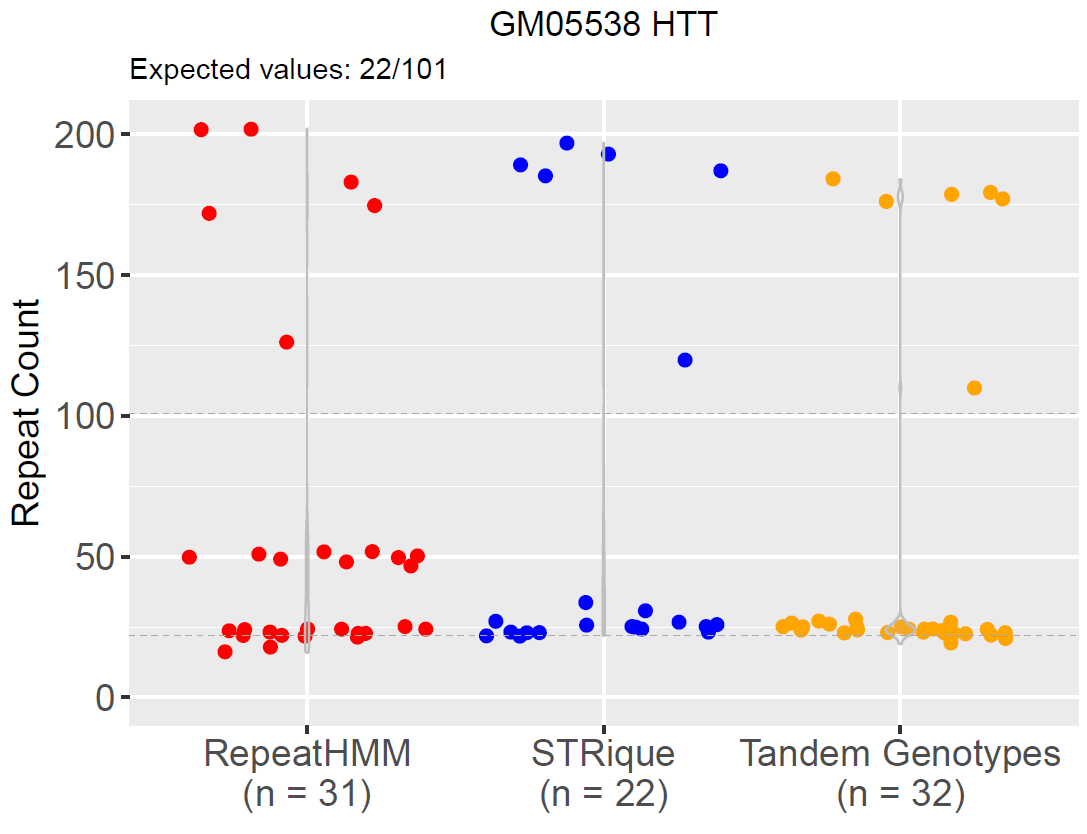 GM05538 HTT
Expected values: 22/101
Repeat Count
200
150
100
50
0
RepeatHMM
(n = 31)
STRique
(n = 22)
Tandem Genotypes
(n = 32)